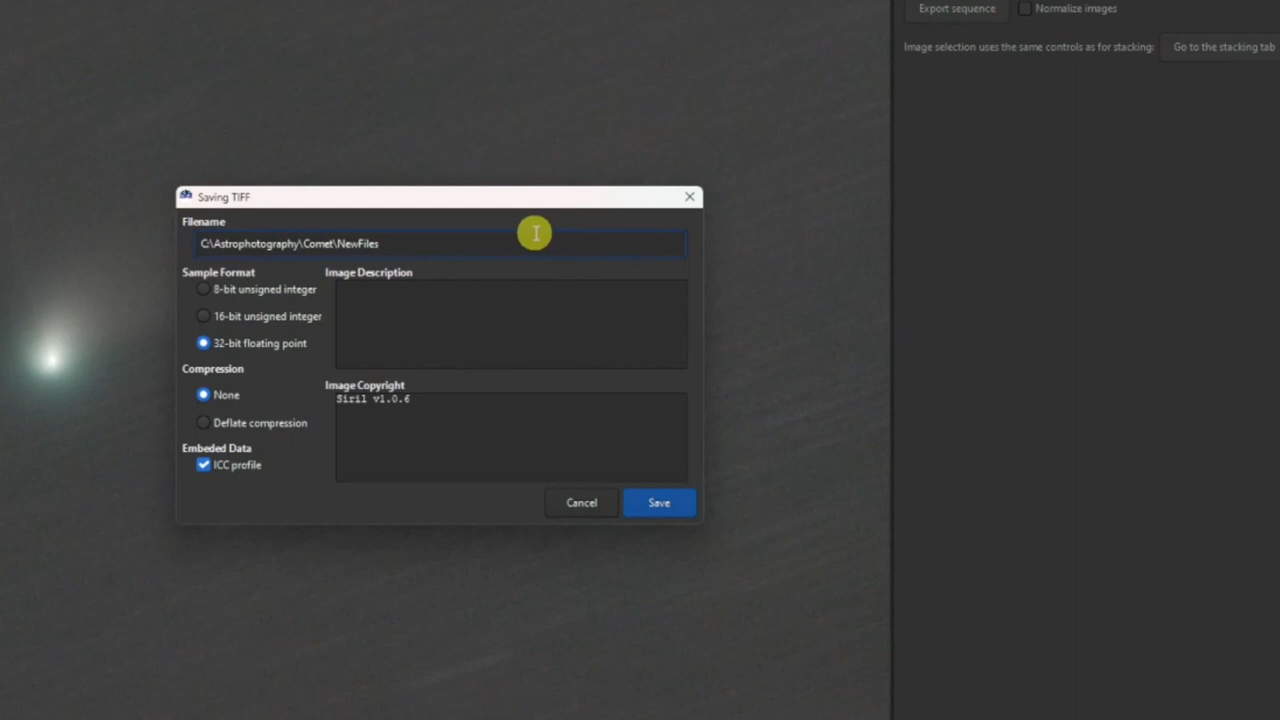 Export sequence
Normalize images
Image selection uses the same controls as for stacking:
Go to the stacking tab
Saving TIFF
Filename
C:\Astrophotography\Comet\NewFiles
Sample Format
8-bit unsigned integer
16-bit unsigned integer
32-bit floating point
Compression
None
Deflate compression
Embeded Data
ICC profile
Image Description
Image Copyright
Siril v1.0.6
Cancel
Save